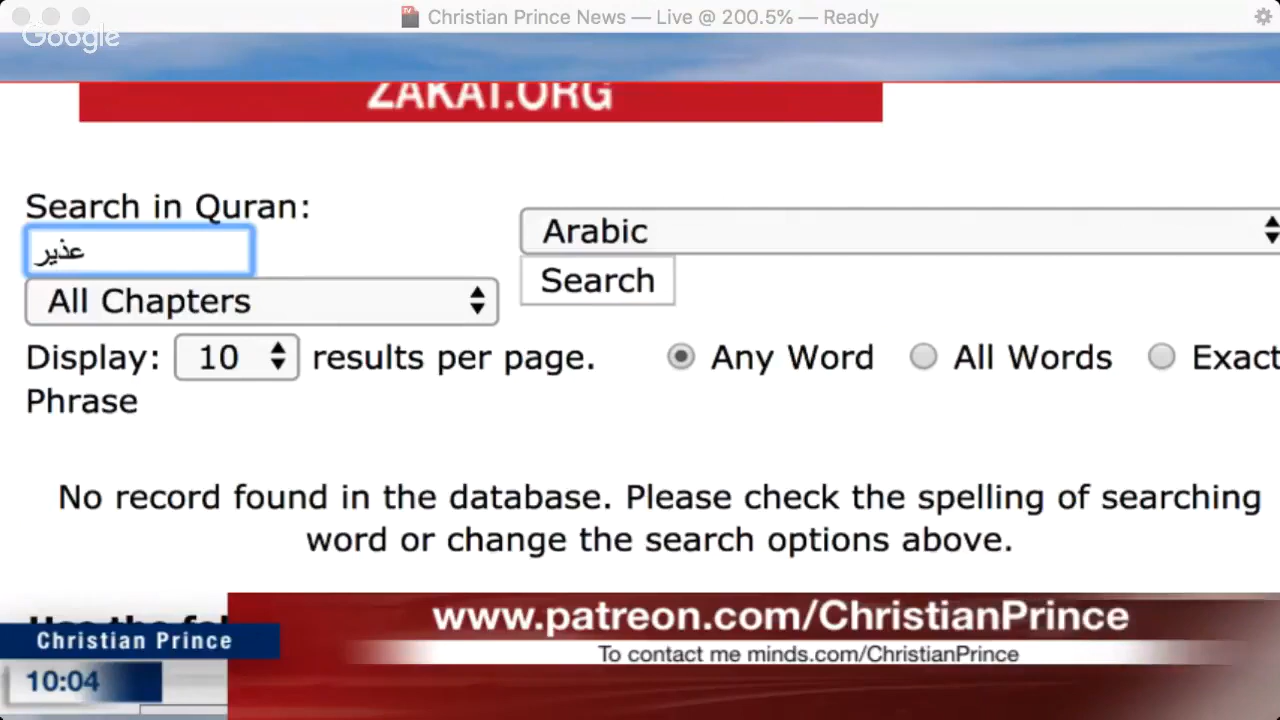 Christian Prince News — Live @ 200.5% — Ready
Google
ZAKAT.ORG
Search in Quran:
Arabic
عذير
Search
All Chapters
Display: 10 results per page. Any Word All Words Exact
Phrase
No record found in the database. Please check the spelling of searching
word or change the search options above.
Use the fol
www.patreon.com/ChristianPrince
Christian Prince
To contact me minds.com/ChristianPrince
10:04